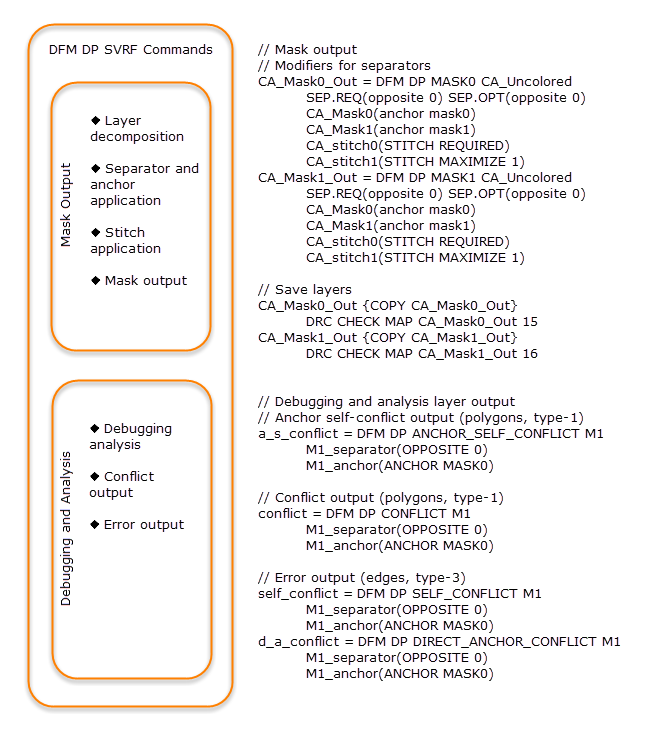 DFM DP SVRF Commands
Mask Output
◆ Layer
decomposition
◆ Separator and
anchor
application
◆ Stitch
application
◆ Mask output
Debugging and Analysis
◆ Debugging
analysis
◆ Conflict
output
◆ Error output
// Mask output
// Modifiers for separators
CA_Mask0_Out = DFM DP MASK0 CA_Uncolored
SEP.REQ(opposite 0) SEP.OPT(opposite 0)
CA_Mask0(anchor mask0)
CA_Mask1(anchor mask1)
CA_stitch0(STITCH REQUIRED)
CA_stitch1(STITCH MAXIMIZE 1)
CA_Mask1_Out = DFM DP MASK1 CA_Uncolored
SEP.REQ(opposite 0) SEP.OPT(opposite 0)
CA_Mask0(anchor mask0)
CA_Mask1(anchor mask1)
CA_stitch0(STITCH REQUIRED)
CA_stitch1(STITCH MAXIMIZE 1)
// Save layers
CA_Mask0_Out {COPY CA_Mask0_Out}
DRC CHECK MAP CA_Mask0_Out 15
CA_Mask1_Out {COPY CA_Mask1_Out}
DRC CHECK MAP CA_Mask1_Out 16
// Debugging and analysis layer output
// Anchor self-conflict output (polygons, type-1)
a_s_conflict = DFM DP ANCHOR_SELF_CONFLICT M1
M1_separator(OPPOSITE 0)
M1_anchor(ANCHOR MASK0)
// Conflict output (polygons, type-1)
conflict = DFM DP CONFLICT M1
M1_separator(OPPOSITE 0)
M1_anchor(ANCHOR MASK0)
// Error output (edges, type-3)
self_conflict = DFM DP SELF_CONFLICT M1
M1_separator(OPPOSITE 0)
M1_anchor(ANCHOR MASK0)
d_a_conflict = DFM DP DIRECT_ANCHOR_CONFLICT M1
M1_separator(OPPOSITE 0)
M1_anchor(ANCHOR MASK0)